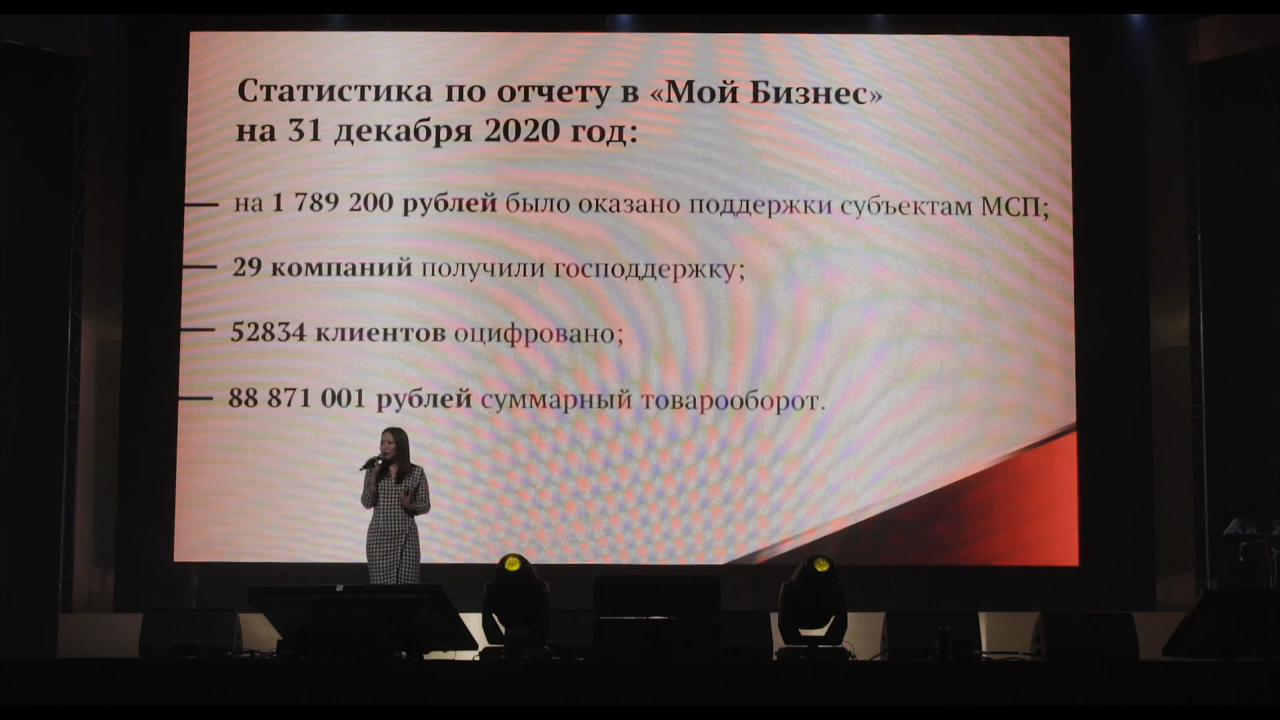 Статистика по отчету в «Мой Бизнес»
на 31 декабря 2020 год:
на 1 789 200 рублей было оказано поддержки субъектам МСП;
29 компаний получили господдержку;
52834 клиентов оцифровано;
88 871 001 рублей суммарный товарооборот.